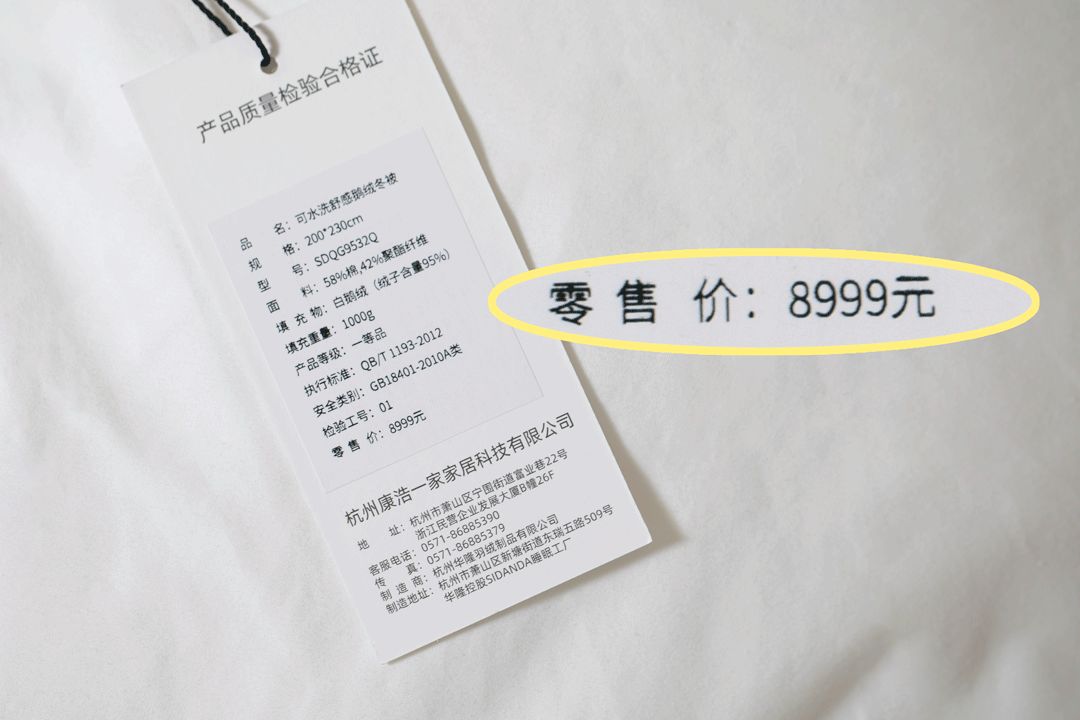 产品质量检验合格证
品 名：可水洗舒感鹅绒冬被
规 格：200*230cm
型 号：SDQG9532Q
面 料：58%棉,42%聚酯纤维
填 充 物：白鹅绒（绒子含量95%）
填充重量：1000g
产品等级：一等品
执行标准：QB/T 1193-2012
安全类别：GB18401-2010A类
检验工号：01
零 售 价：8999元
零 售 价：8999元
杭州康浩一家家居科技有限公司
地 址：杭州市萧山区宁围街道富业巷22号
浙江民营企业发展大厦B幢26F
客服电话：0571-86885390
传 真：0571-86885379
制 造 商：杭州华隆羽绒制品有限公司
制造地址：杭州市萧山区新塘街道东瑞五路509号
华隆控股SIDANDA睡眠工厂